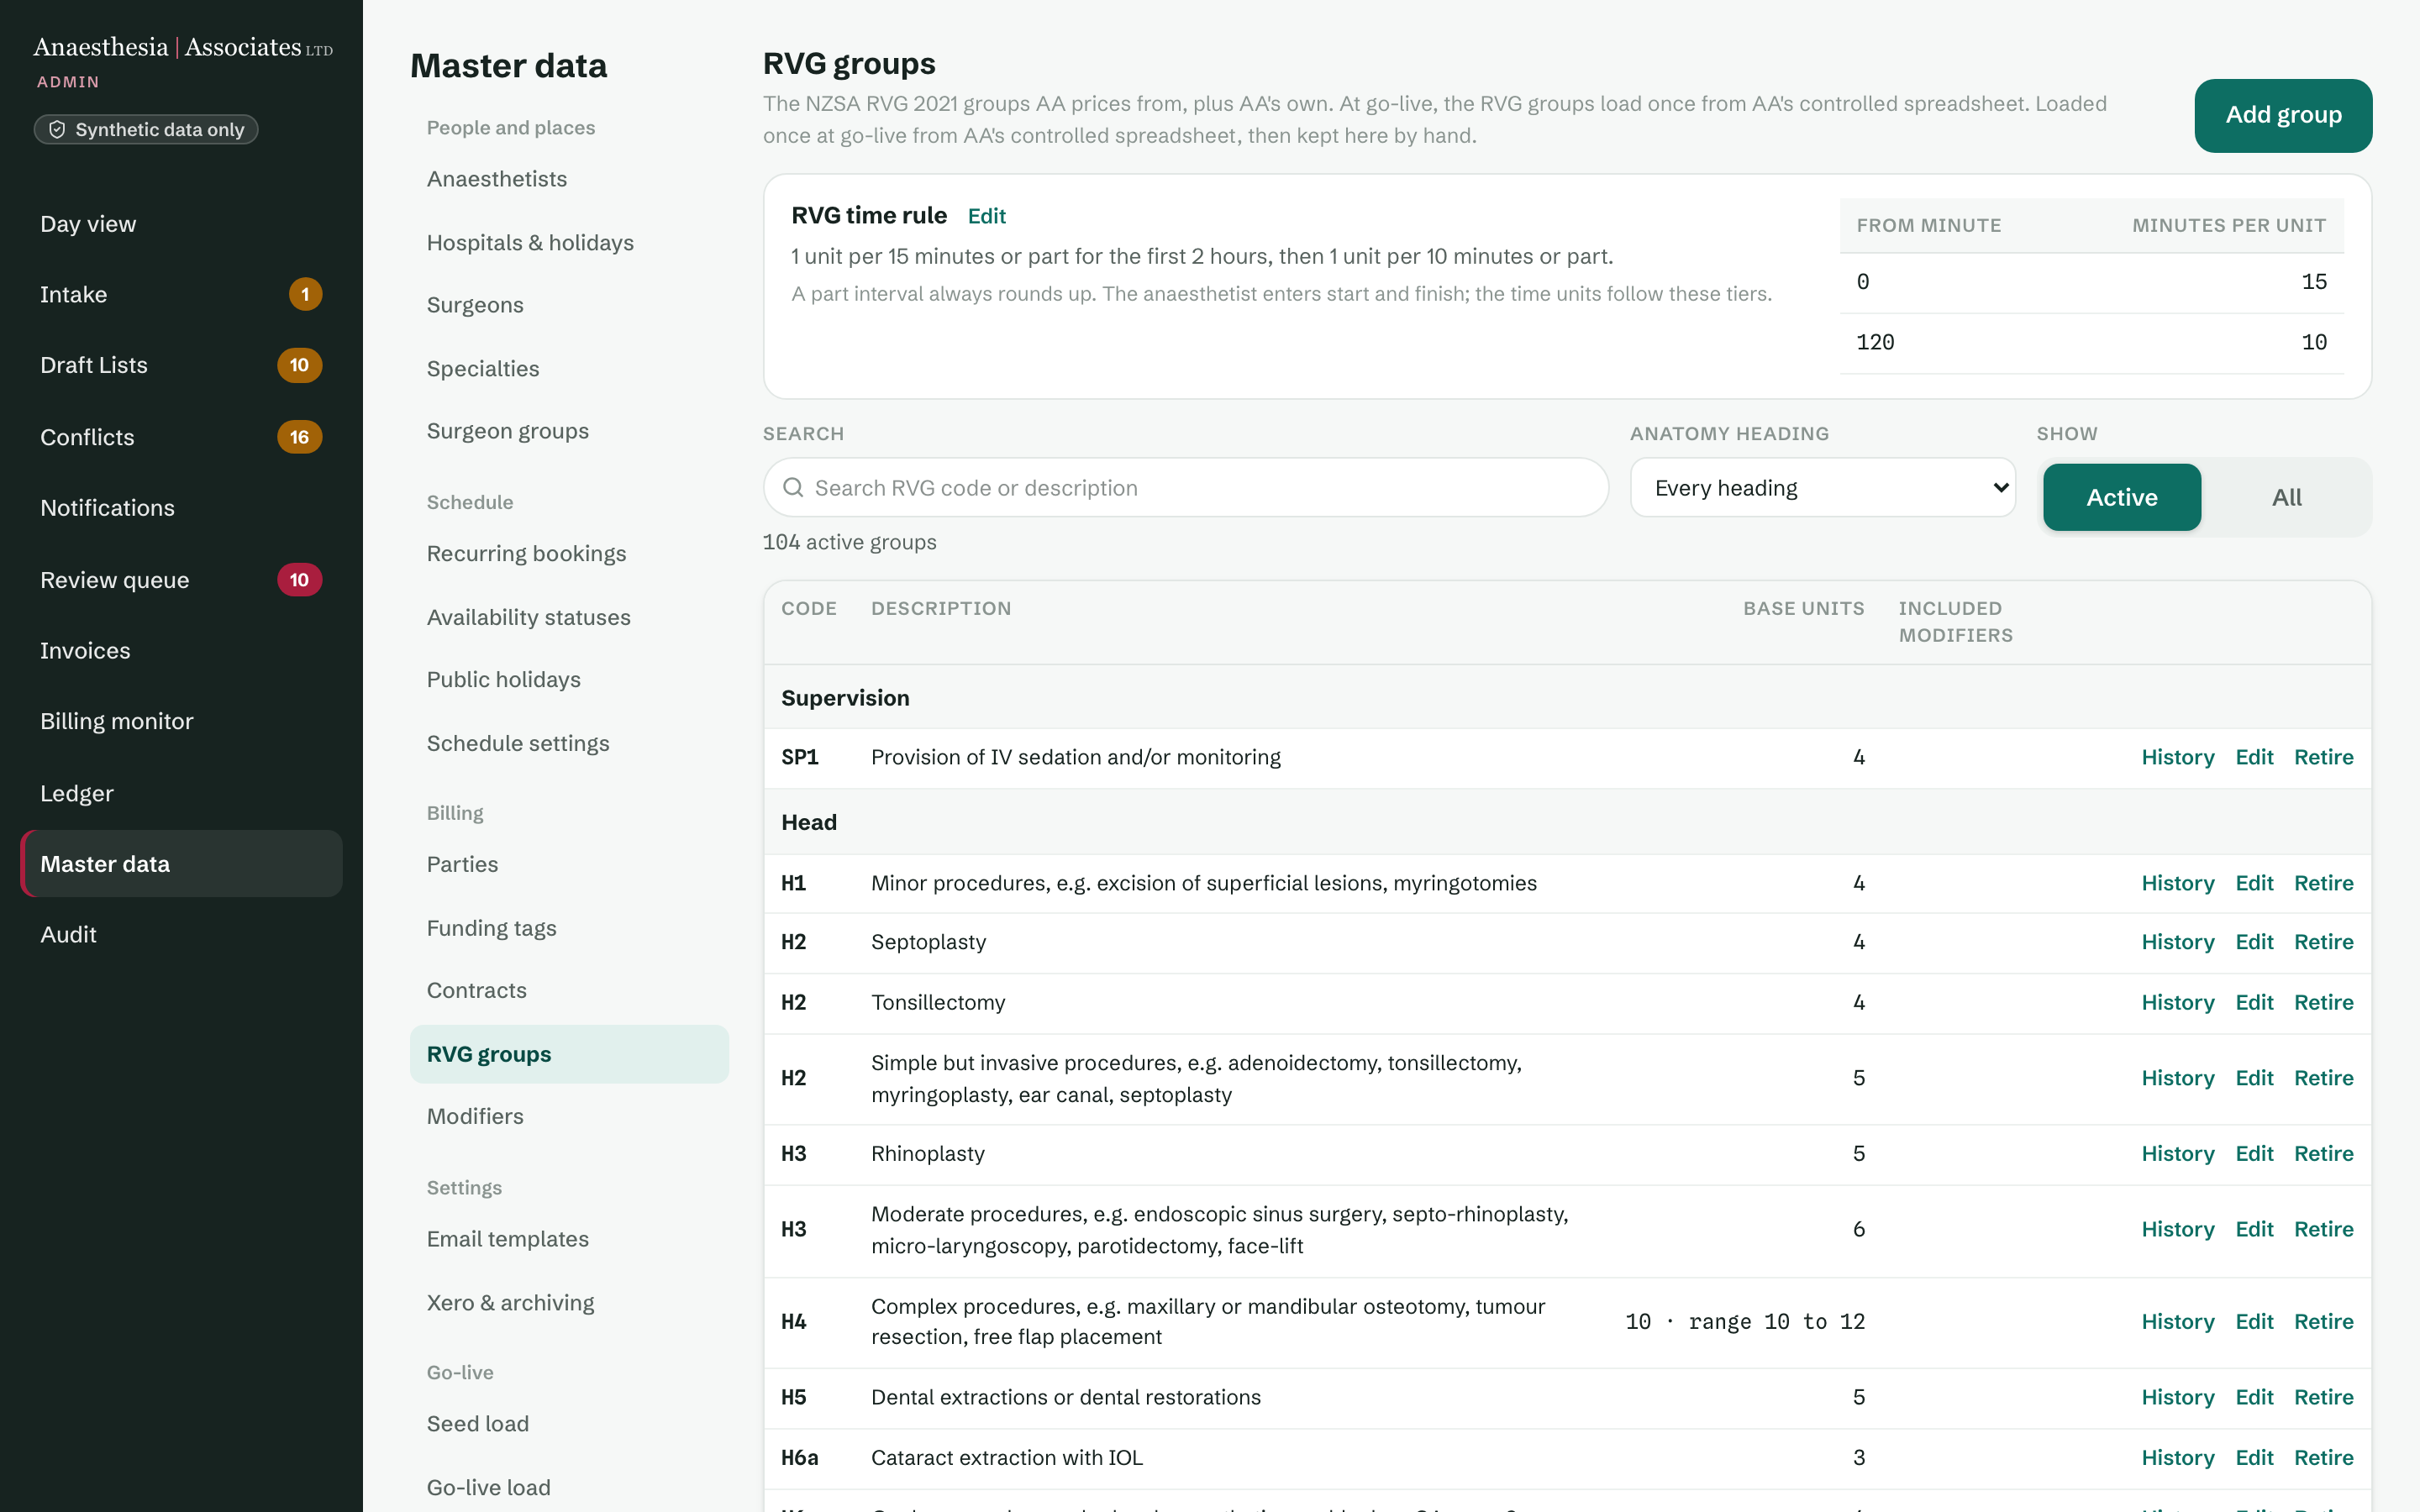 Anaesthesia | Associates LTD
ADMIN
Synthetic data only
Day view
Intake 1
Draft Lists 10
Conflicts 16
Notifications
Review queue 10
Invoices
Billing monitor
Ledger
Master data
Audit
Master data
People and places
Anaesthetists
Hospitals & holidays
Surgeons
Specialties
Surgeon groups
Schedule
Recurring bookings
Availability statuses
Public holidays
Schedule settings
Billing
Parties
Funding tags
Contracts
RVG groups
Modifiers
Settings
Email templates
Xero & archiving
Go-live
Seed load
Go-live load
RVG groups
The NZSA RVG 2021 groups AA prices from, plus AA's own. At go-live, the RVG groups load once from AA's controlled spreadsheet. Loaded
once at go-live from AA's controlled spreadsheet, then kept here by hand.
Add group
RVG time rule Edit
1 unit per 15 minutes or part for the first 2 hours, then 1 unit per 10 minutes or part.
A part interval always rounds up. The anaesthetist enters start and finish; the time units follow these tiers.
FROM MINUTE MINUTES PER UNIT
0 15
120 10
SEARCH
Search RVG code or description
ANATOMY HEADING
Every heading
SHOW
Active All
104 active groups
CODE DESCRIPTION BASE UNITS INCLUDED
MODIFIERS
Supervision
SP1 Provision of IV sedation and/or monitoring 4 History Edit Retire
Head
H1 Minor procedures, e.g. excision of superficial lesions, myringotomies 4 History Edit Retire
H2 Septoplasty 4 History Edit Retire
H2 Tonsillectomy 4 History Edit Retire
H2 Simple but invasive procedures, e.g. adenoidectomy, tonsillectomy,
myringoplasty, ear canal, septoplasty 5 History Edit Retire
H3 Rhinoplasty 5 History Edit Retire
H3 Moderate procedures, e.g. endoscopic sinus surgery, septo-rhinoplasty,
micro-laryngoscopy, parotidectomy, face-lift 6 History Edit Retire
H4 Complex procedures, e.g. maxillary or mandibular osteotomy, tumour
resection, free flap placement 10 · range 10 to 12 History Edit Retire
H5 Dental extractions or dental restorations 5 History Edit Retire
H6a Cataract extraction with IOL 3 History Edit Retire